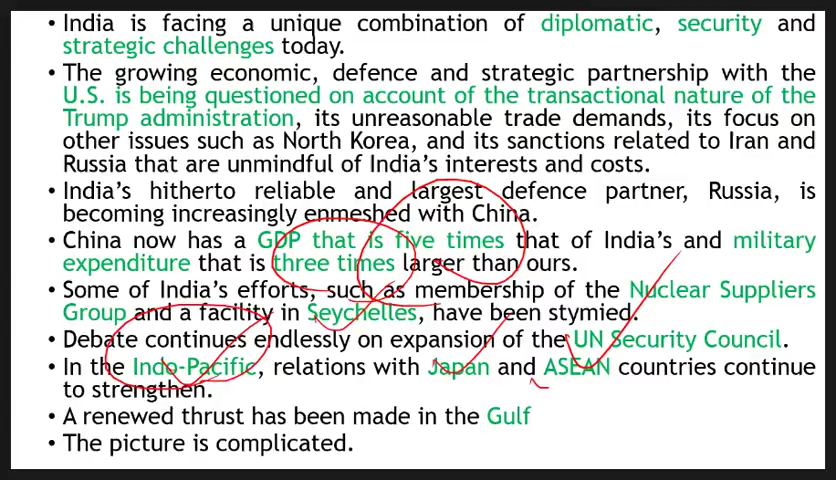 • India is facing a unique combination of diplomatic, security and
strategic challenges today.
• The growing economic, defence and strategic partnership with the
U.S. is being questioned on account of the transactional nature of the
Trump administration, its unreasonable trade demands, its focus on
other issues such as North Korea, and its sanctions related to Iran and
Russia that are unmindful of India's interests and costs.
• India's hitherto reliable and largest defence partner, Russia, is
becoming increasingly enmeshed with China.
• China now has a GDP that is five times that of India's and military
expenditure that is three times larger than ours.
• Some of India's efforts, such as membership of the Nuclear Suppliers
Group and a facility in Seychelles, have been stymied.
• Debate continues endlessly on expansion of the UN Security Council.
• In the Indo-Pacific, relations with Japan and ASEAN countries continue
to strengthen.
• A renewed thrust has been made in the Gulf
• The picture is complicated.